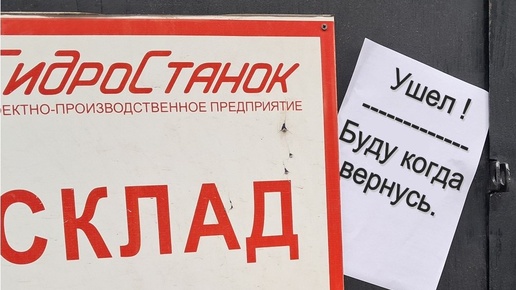 ГидроСтанок
ектно-производственное предприятие
СКЛАД
Ушел !
------------
Буду когда
вернусь.